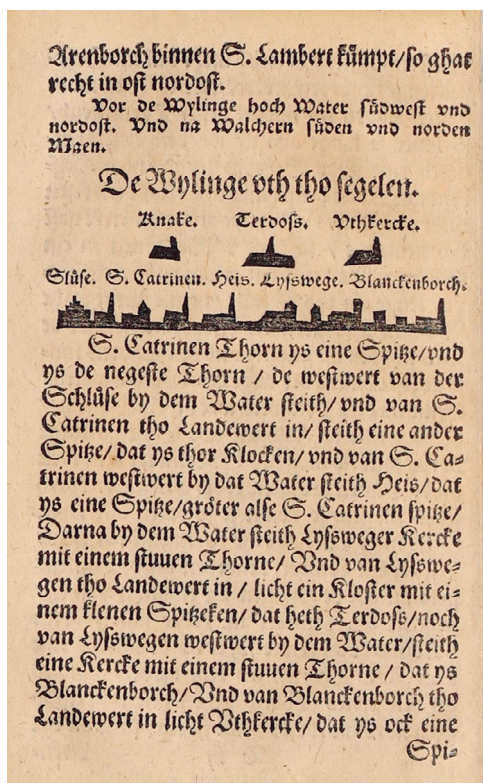 Arenborch binnen S. Lambert kümpt/so ghat
recht in ost nordost.
Vor de Wylinge hoch Water südwest vnd
nordost. Vnd na Walchern süden vnd norden
Maen.
De Wylinge vth tho segelen.
Knake. Terdoss. Vthkercke.
Slüse. S. Catrinen. Heis. Lysswege. Blanckenborch.
S. Catrinen Thorn ys eine Spitze/vnd
ys de negeste Thorn / de westwert van der
Schlüse by dem Water steith/vnd van S.
Catrinen tho Landewert in/ steith eine ander
Spitze/ dat ys thor Klocken/ vnd van S. Ca-
trinen westwert by dat Water steith Heis/dat
ys eine Spitze/gröter alse S. Catrinen spitze/
Darna by dem Water steith Lyssweger Kercke
mit einem stuuen Thorne/ Vnd van Lysswe-
gen tho Landewert in / licht ein Kloster mit ei-
nem klenen Spitzeken/ dat heth Terdoss/noch
van Lysswegen westwert by dem Water/steith
eine Kercke mit einem stuuen Thorne / dat ys
Blanckenborch/Vnd van Blanckenborch tho
Landewert in licht Vthkercke/ dat ys ock eine
Spi-